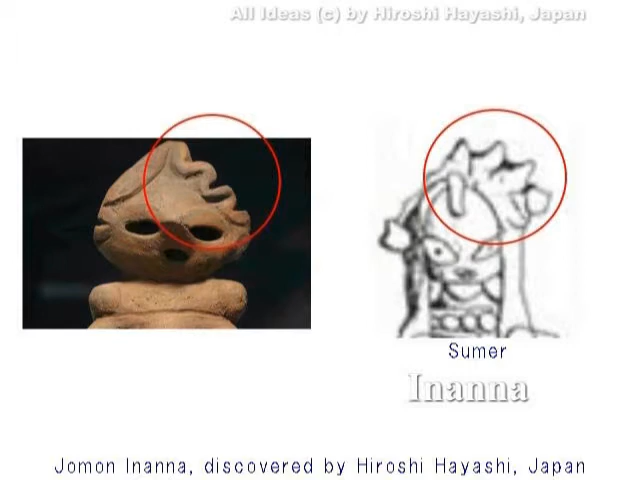 All Ideas (c) by Hiroshi Hayashi, Japan
Sumer
Inanna
Jomon Inanna, discovered by Hiroshi Hayashi, Japan